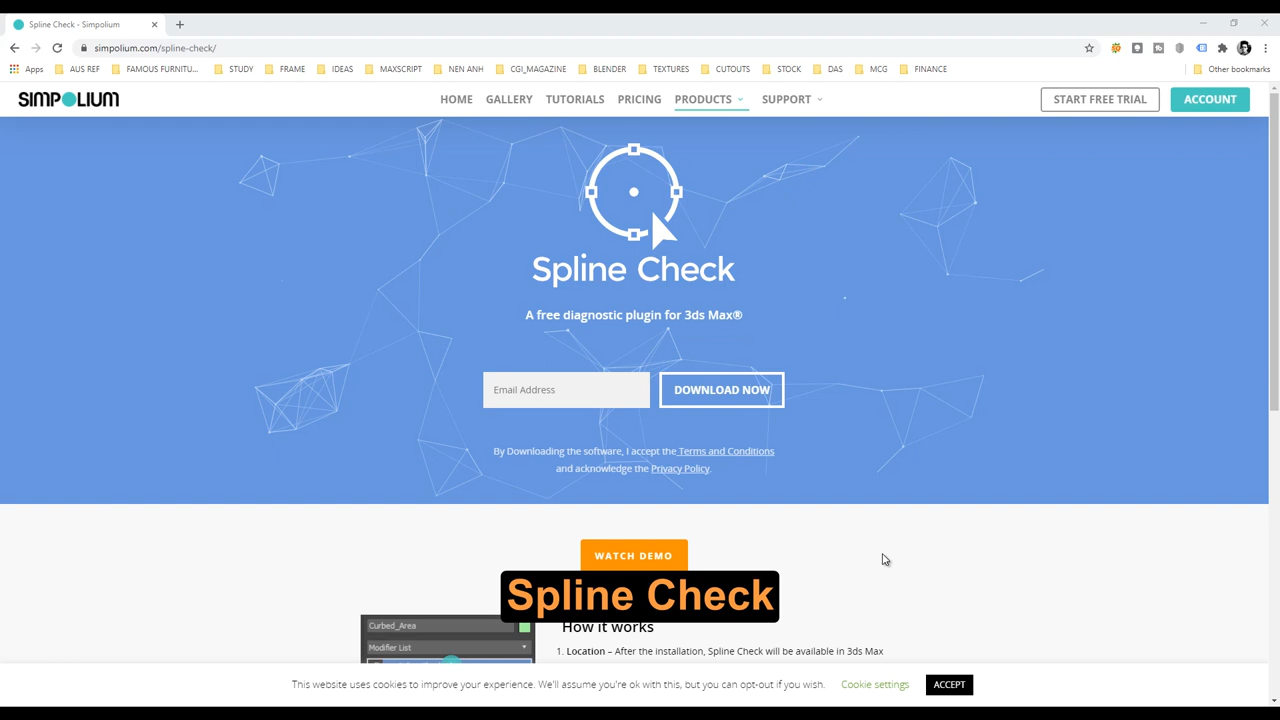 Spline Check - Simpolium
simpolium.com/spline-check/
Apps AUS REF FAMOUS FURNITU... STUDY FRAME IDEAS MAXSCRIPT NEN ANH CGI_MAGAZINE BLENDER TEXTURES CUTOUTS STOCK DAS MCG FINANCE Other bookmarks
SIMPOLIUM HOME GALLERY TUTORIALS PRICING PRODUCTS SUPPORT START FREE TRIAL ACCOUNT
Spline Check
A free diagnostic plugin for 3ds Max®
Email Address DOWNLOAD NOW
By Downloading the software, I accept the Terms and Conditions
and acknowledge the Privacy Policy.
WATCH DEMO
Spline Check
Curbed_Area How it works
Modifier List 1. Location – After the installation, Spline Check will be available in 3ds Max
This website uses cookies to improve your experience. We'll assume you're ok with this, but you can opt-out if you wish. Cookie settings ACCEPT